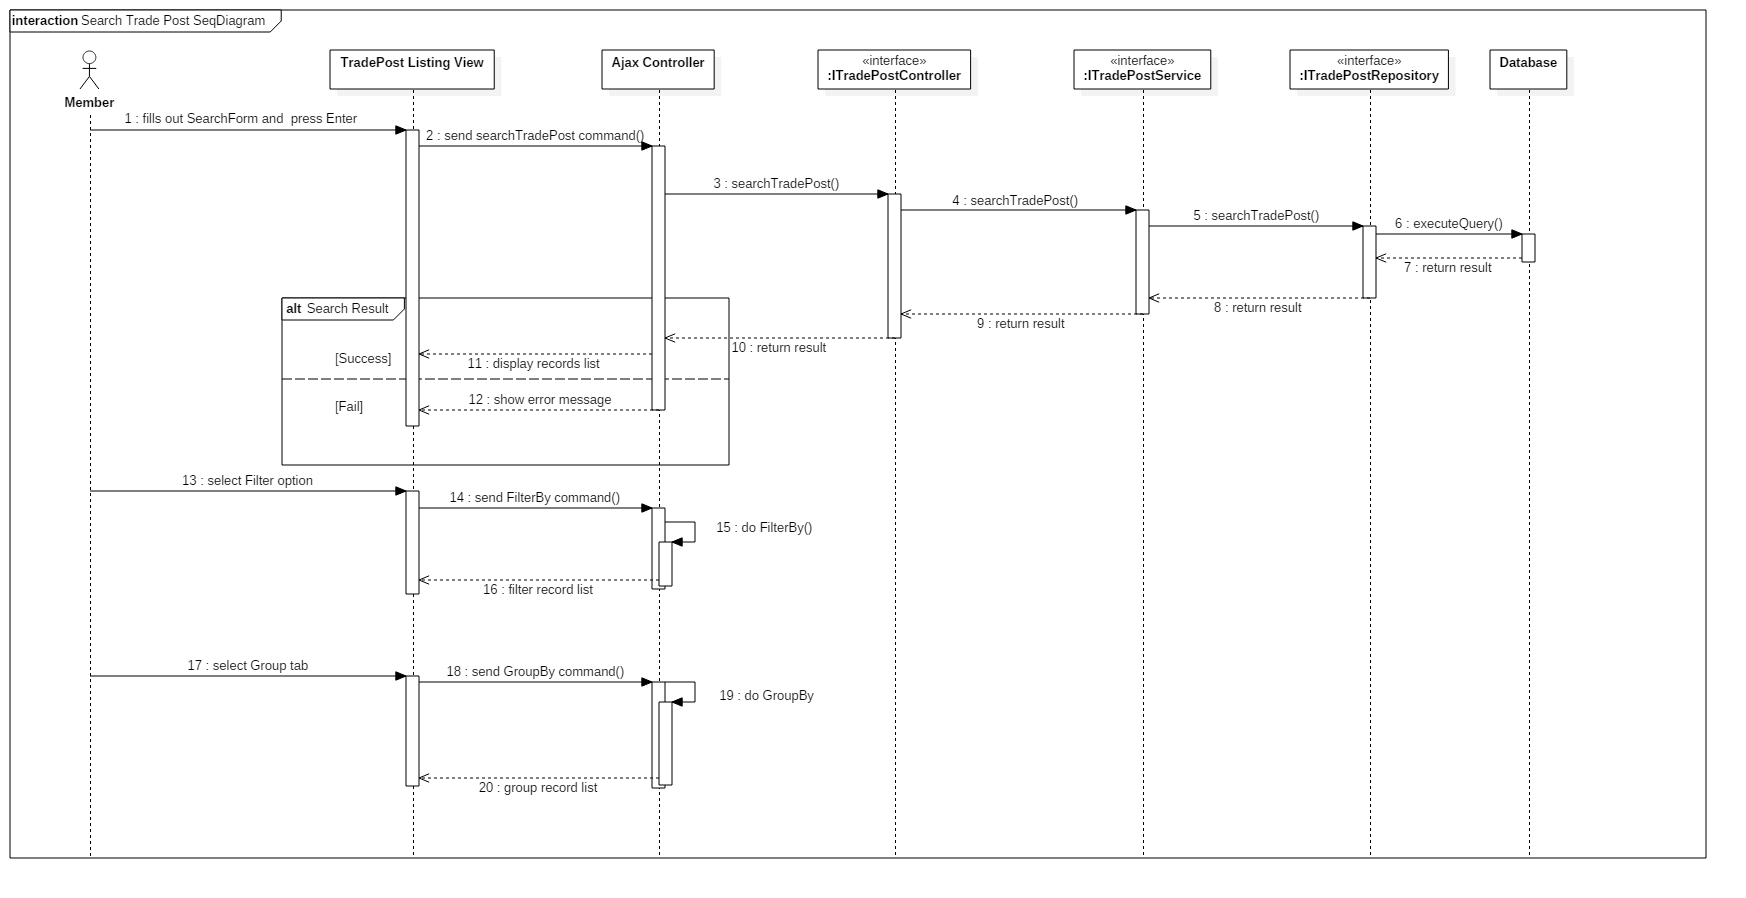 interaction Search Trade Post SeqDiagram
Member
TradePost Listing View
Ajax Controller
«interface»
:ITradePostController
«interface»
:ITradePostService
«interface»
:ITradePostRepository
Database
1 : fills out SearchForm and  press Enter
2 : send searchTradePost command()
3 : searchTradePost()
4 : searchTradePost()
5 : searchTradePost()
6 : executeQuery()
7 : return result
8 : return result
9 : return result
10 : return result
alt Search Result
[Success]
11 : display records list
[Fail]
12 : show error message
13 : select Filter option
14 : send FilterBy command()
15 : do FilterBy()
16 : filter record list
17 : select Group tab
18 : send GroupBy command()
19 : do GroupBy
20 : group record list